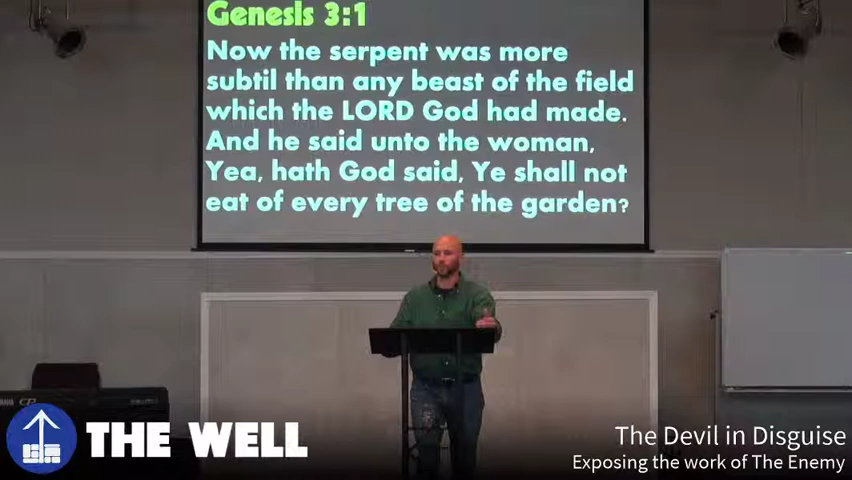 Genesis 3:1
Now the serpent was more
subtil than any beast of the field
which the LORD God had made.
And he said unto the woman,
Yea, hath God said, Ye shall not
eat of every tree of the garden?
THE WELL
The Devil in Disguise
Exposing the work of The Enemy